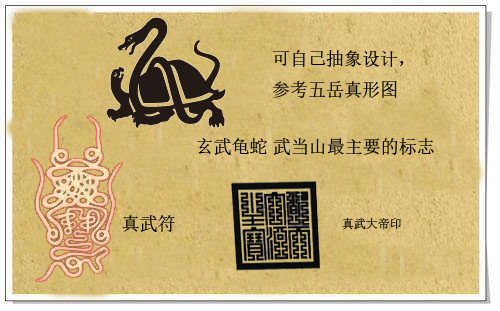 可自己抽象设计，
参考五岳真形图
玄武龟蛇 武当山最主要的标志
真武符
真武大帝印